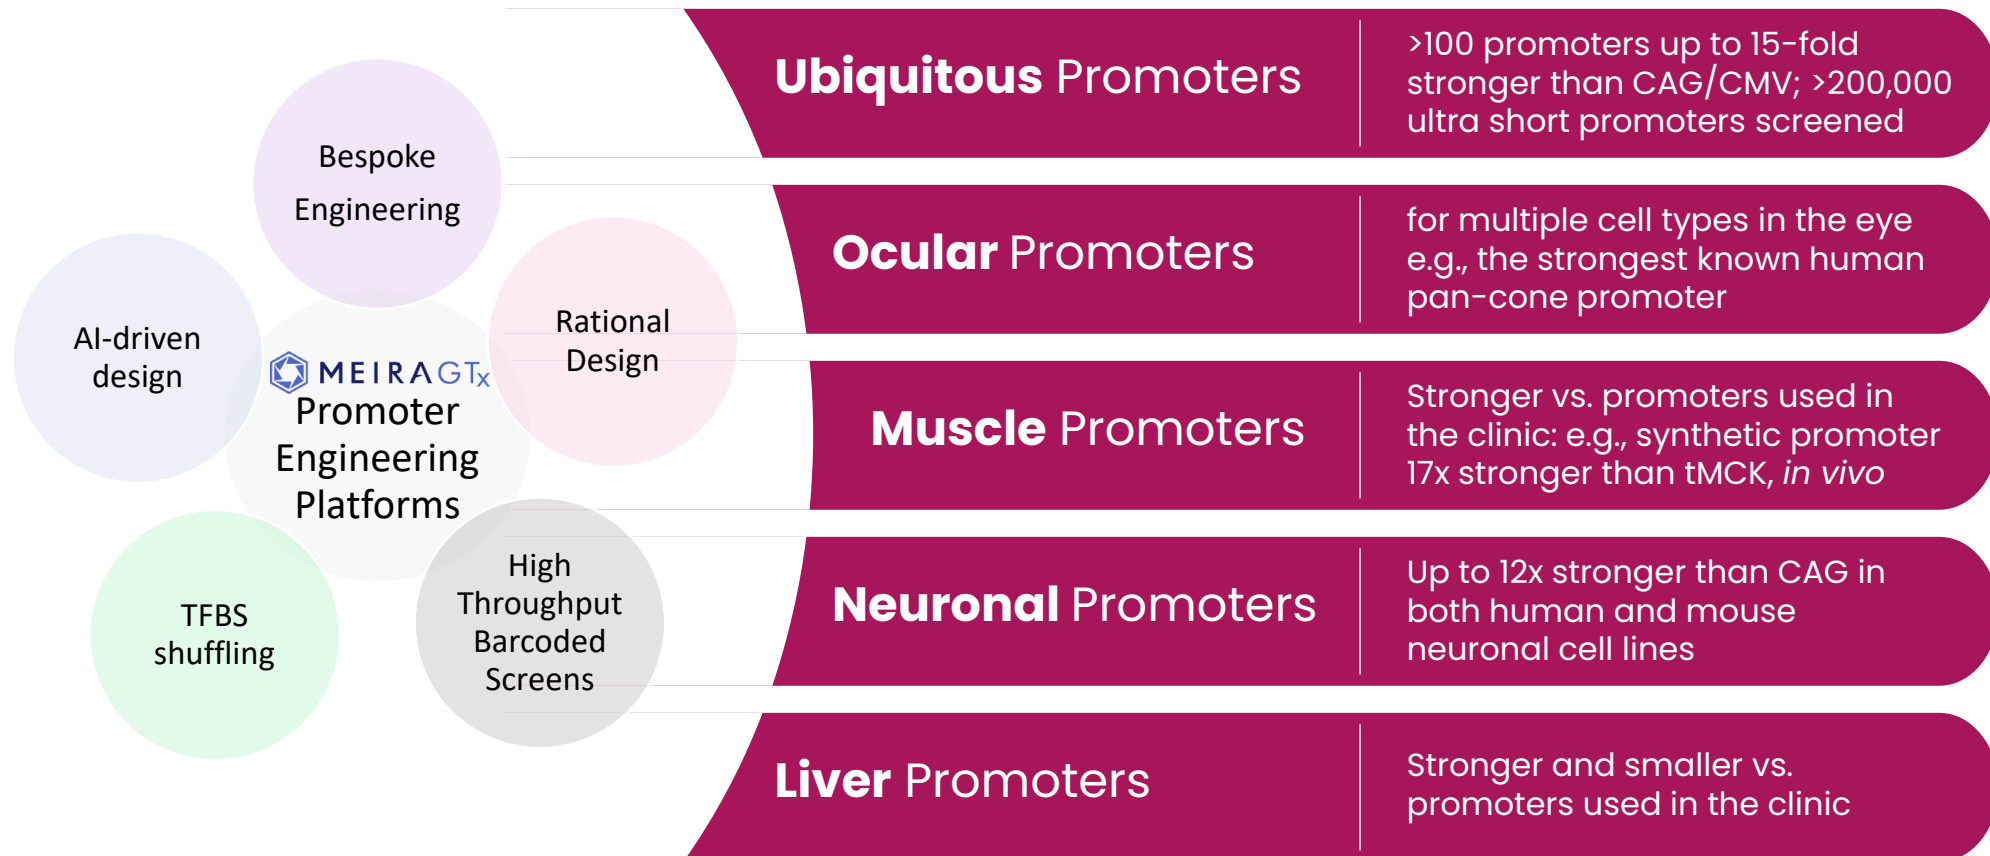 Bespoke
Engineering
AI-driven
design
Rational
Design
MEIRAGTx
Promoter
Engineering
Platforms
TFBS
shuffling
High
Throughput
Barcoded
Screens
Ubiquitous Promoters
>100 promoters up to 15-fold
stronger than CAG/CMV; >200,000
ultra short promoters screened
Ocular Promoters
for multiple cell types in the eye
e.g., the strongest known human
pan-cone promoter
Muscle Promoters
Stronger vs. promoters used in
the clinic: e.g., synthetic promoter
17x stronger than tMCK, in vivo
Neuronal Promoters
Up to 12x stronger than CAG in
both human and mouse
neuronal cell lines
Liver Promoters
Stronger and smaller vs.
promoters used in the clinic